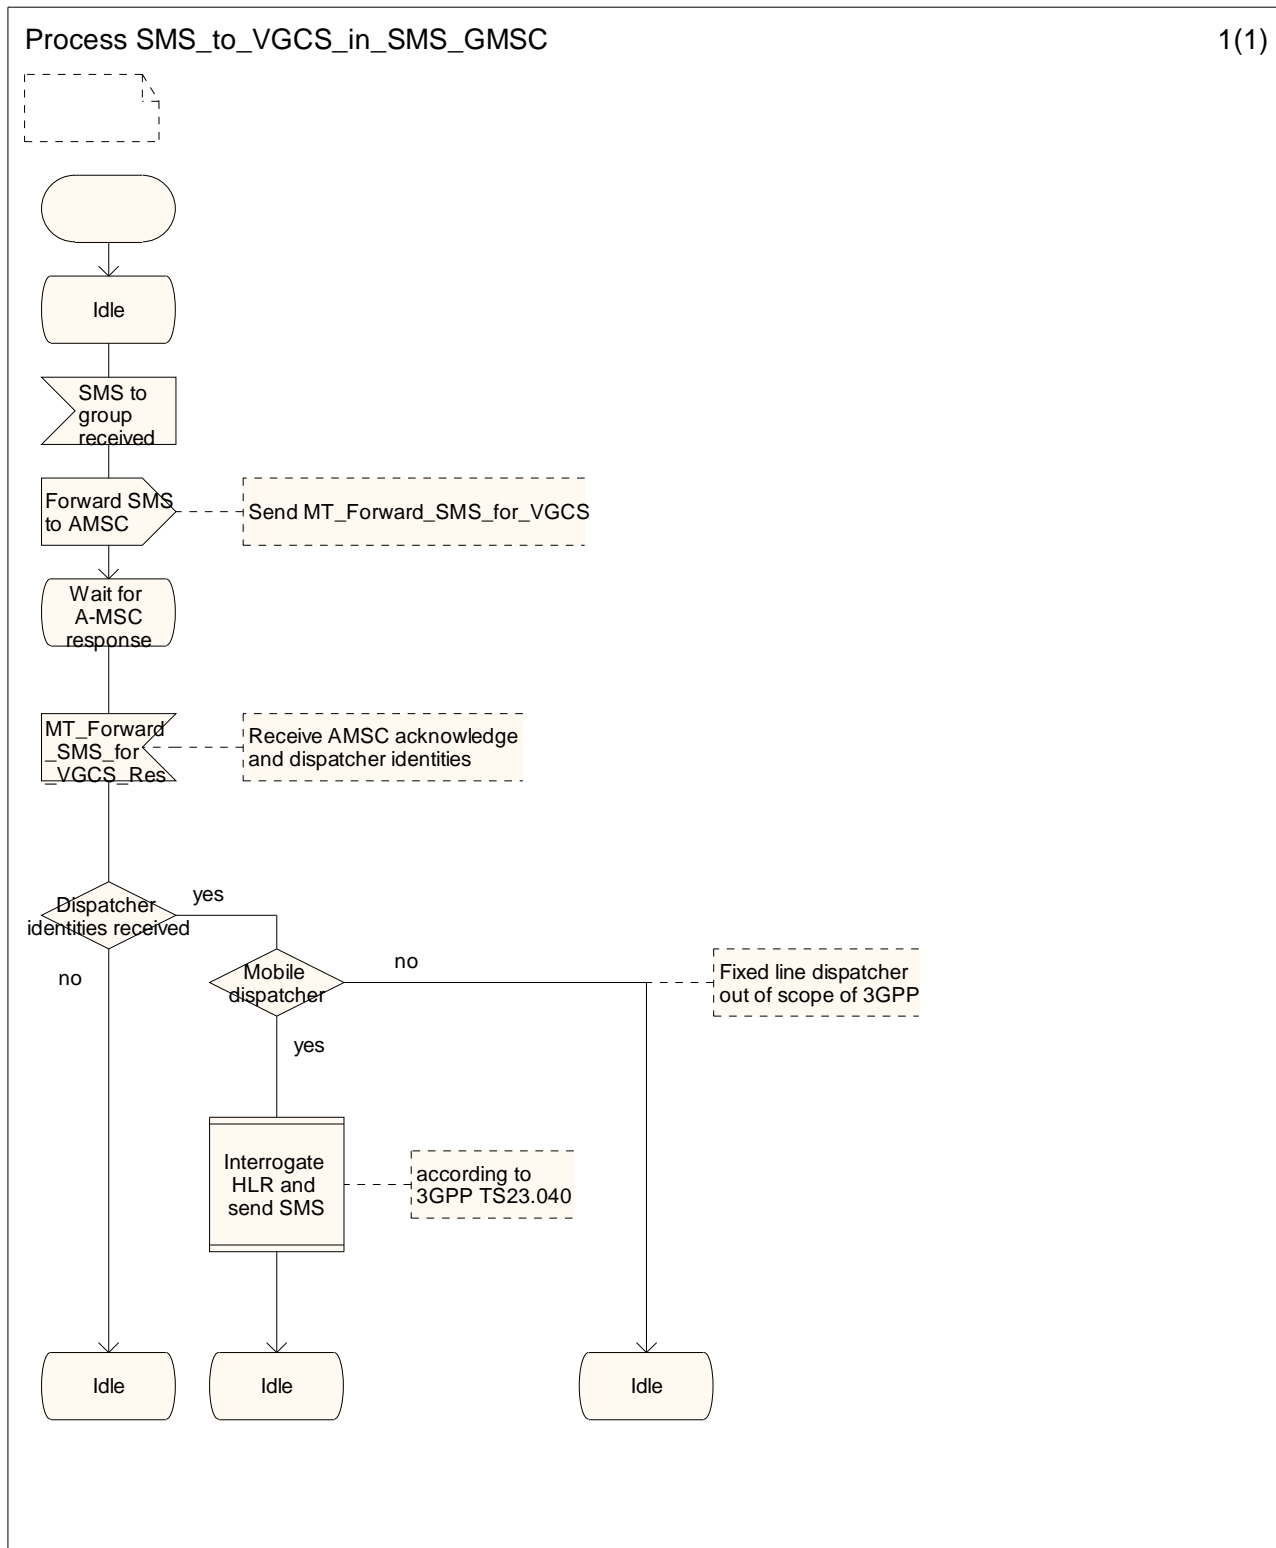 Process SMS_to_VGCS_in_SMS_GMSC
1(1)
Idle
SMS to
group
received
Forward SMS
to AMSC
Send MT_Forward_SMS_for_VGCS
Wait for
A-MSC
response
MT_Forward
_SMS_for
_VGCS_Res
Receive AMSC acknowledge
and dispatcher identities
Dispatcher
identities received
yes
no
Mobile
dispatcher
no
yes
Fixed line dispatcher
out of scope of 3GPP
Interrogate
HLR and
send SMS
according to
3GPP TS23.040
Idle
Idle
Idle